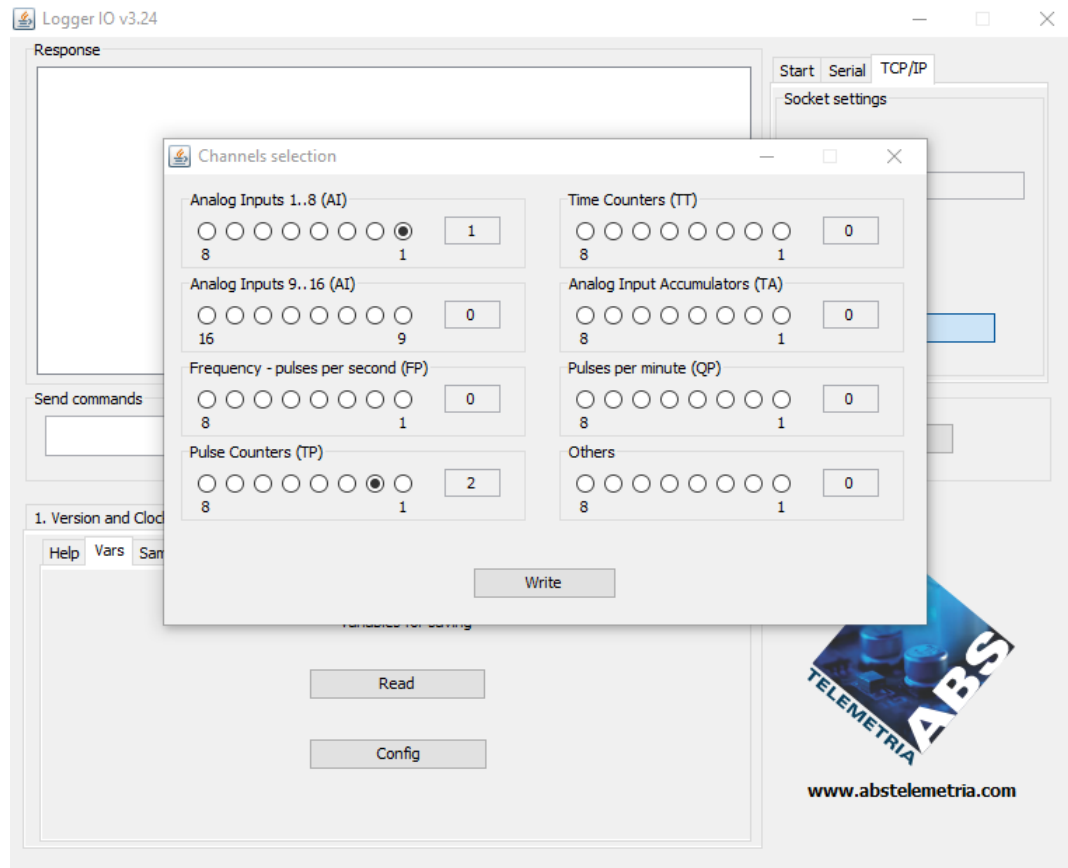 Logger IO v3.24
Response
Start Serial TCP/IP
Socket settings
Channels selection
Analog Inputs 1..8 (AI)
1
8 1
Time Counters (TT)
0
8 1
Analog Inputs 9..16 (AI)
0
16 9
Analog Input Accumulators (TA)
0
8 1
Frequency - pulses per second (FP)
0
8 1
Pulses per minute (QP)
0
8 1
Pulse Counters (TP)
2
8 1
Others
0
8 1
Write
Send commands
1. Version and Cloc
Help Vars Sam
Variables for saving
Read
Config
ABS
TELEMETRIA
www.abstelemetria.com